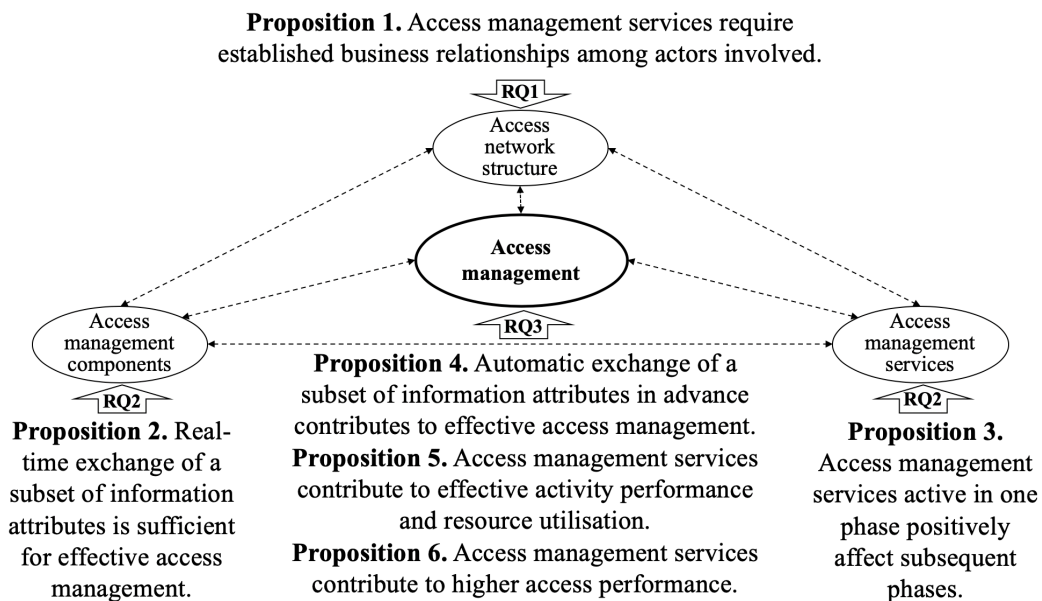 Proposition 1. Access management services require
established business relationships among actors involved.
RQ1
Access
network
structure
Access
management
RQ3
Access
management
components
RQ2
Access
management
services
RQ2
Proposition 2. Real-
time exchange of a
subset of information
attributes is sufficient
for effective access
management.
Proposition 4. Automatic exchange of a
subset of information attributes in advance
contributes to effective access management.
Proposition 5. Access management services
contribute to effective activity performance
and resource utilisation.
Proposition 6. Access management services
contribute to higher access performance.
Proposition 3.
Access management
services active in one
phase positively
affect subsequent
phases.